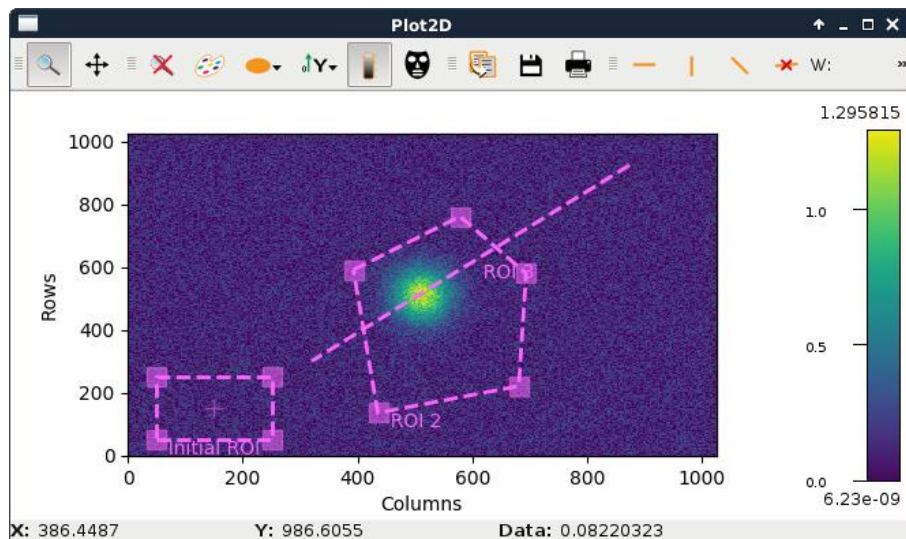 Plot2D
Y
W:
»
1.295815
1000
800
600
400
200
0
Rows
ROI 3
ROI 2
Initial ROI
0
200
400
600
800
1000
Columns
1.0
0.5
0.0
6.23e-09
X: 386.4487 Y: 986.6055 Data: 0.08220323